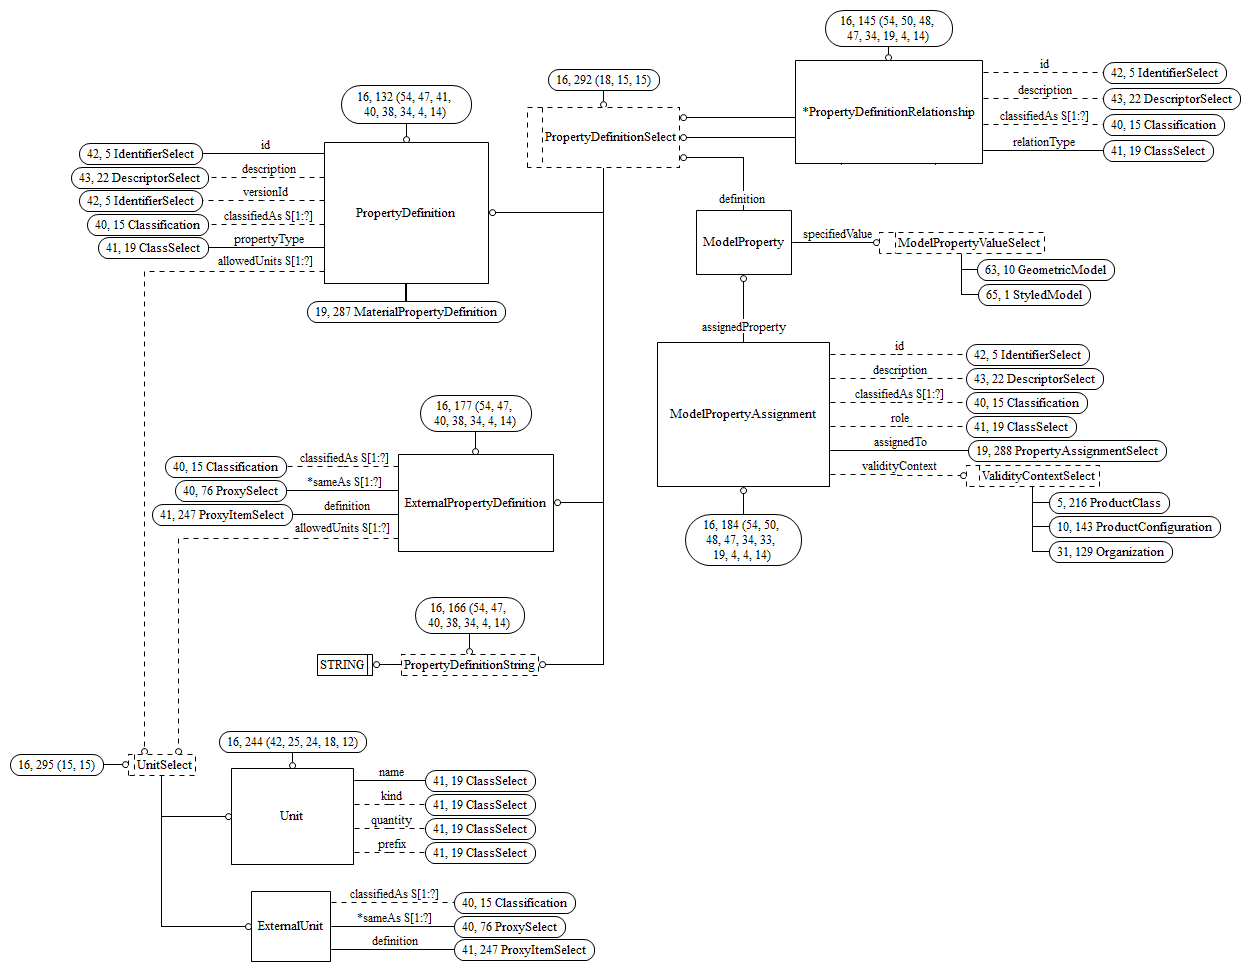 16, 145 (54, 50, 48,
47, 34, 19, 4, 14)
*PropertyDefinitionRelationship
id
42, 5 IdentifierSelect
description
43, 22 DescriptorSelect
classifiedAs S[1:?]
40, 15 Classification
relationType
41, 19 ClassSelect
16, 292 (18, 15, 15)
PropertyDefinitionSelect
16, 132 (54, 47, 41,
40, 38, 34, 4, 14)
PropertyDefinition
id
42, 5 IdentifierSelect
description
43, 22 DescriptorSelect
versionId
42, 5 IdentifierSelect
classifiedAs S[1:?]
40, 15 Classification
propertyType
41, 19 ClassSelect
allowedUnits S[1:?]
19, 287 MaterialPropertyDefinition
definition
ModelProperty
specifiedValue
ModelPropertyValueSelect
63, 10 GeometricModel
65, 1 StyledModel
assignedProperty
ModelPropertyAssignment
id
42, 5 IdentifierSelect
description
43, 22 DescriptorSelect
classifiedAs S[1:?]
40, 15 Classification
role
41, 19 ClassSelect
assignedTo
19, 288 PropertyAssignmentSelect
validityContext
ValidityContextSelect
5, 216 ProductClass
10, 143 ProductConfiguration
31, 129 Organization
16, 184 (54, 50,
48, 47, 34, 33,
19, 4, 4, 14)
16, 177 (54, 47,
40, 38, 34, 4, 14)
ExternalPropertyDefinition
classifiedAs S[1:?]
40, 15 Classification
*sameAs S[1:?]
40, 76 ProxySelect
definition
41, 247 ProxyItemSelect
allowedUnits S[1:?]
16, 166 (54, 47,
40, 38, 34, 4, 14)
STRING
PropertyDefinitionString
16, 295 (15, 15)
UnitSelect
16, 244 (42, 25, 24, 18, 12)
Unit
name
41, 19 ClassSelect
kind
41, 19 ClassSelect
quantity
41, 19 ClassSelect
prefix
41, 19 ClassSelect
ExternalUnit
classifiedAs S[1:?]
40, 15 Classification
*sameAs S[1:?]
40, 76 ProxySelect
definition
41, 247 ProxyItemSelect